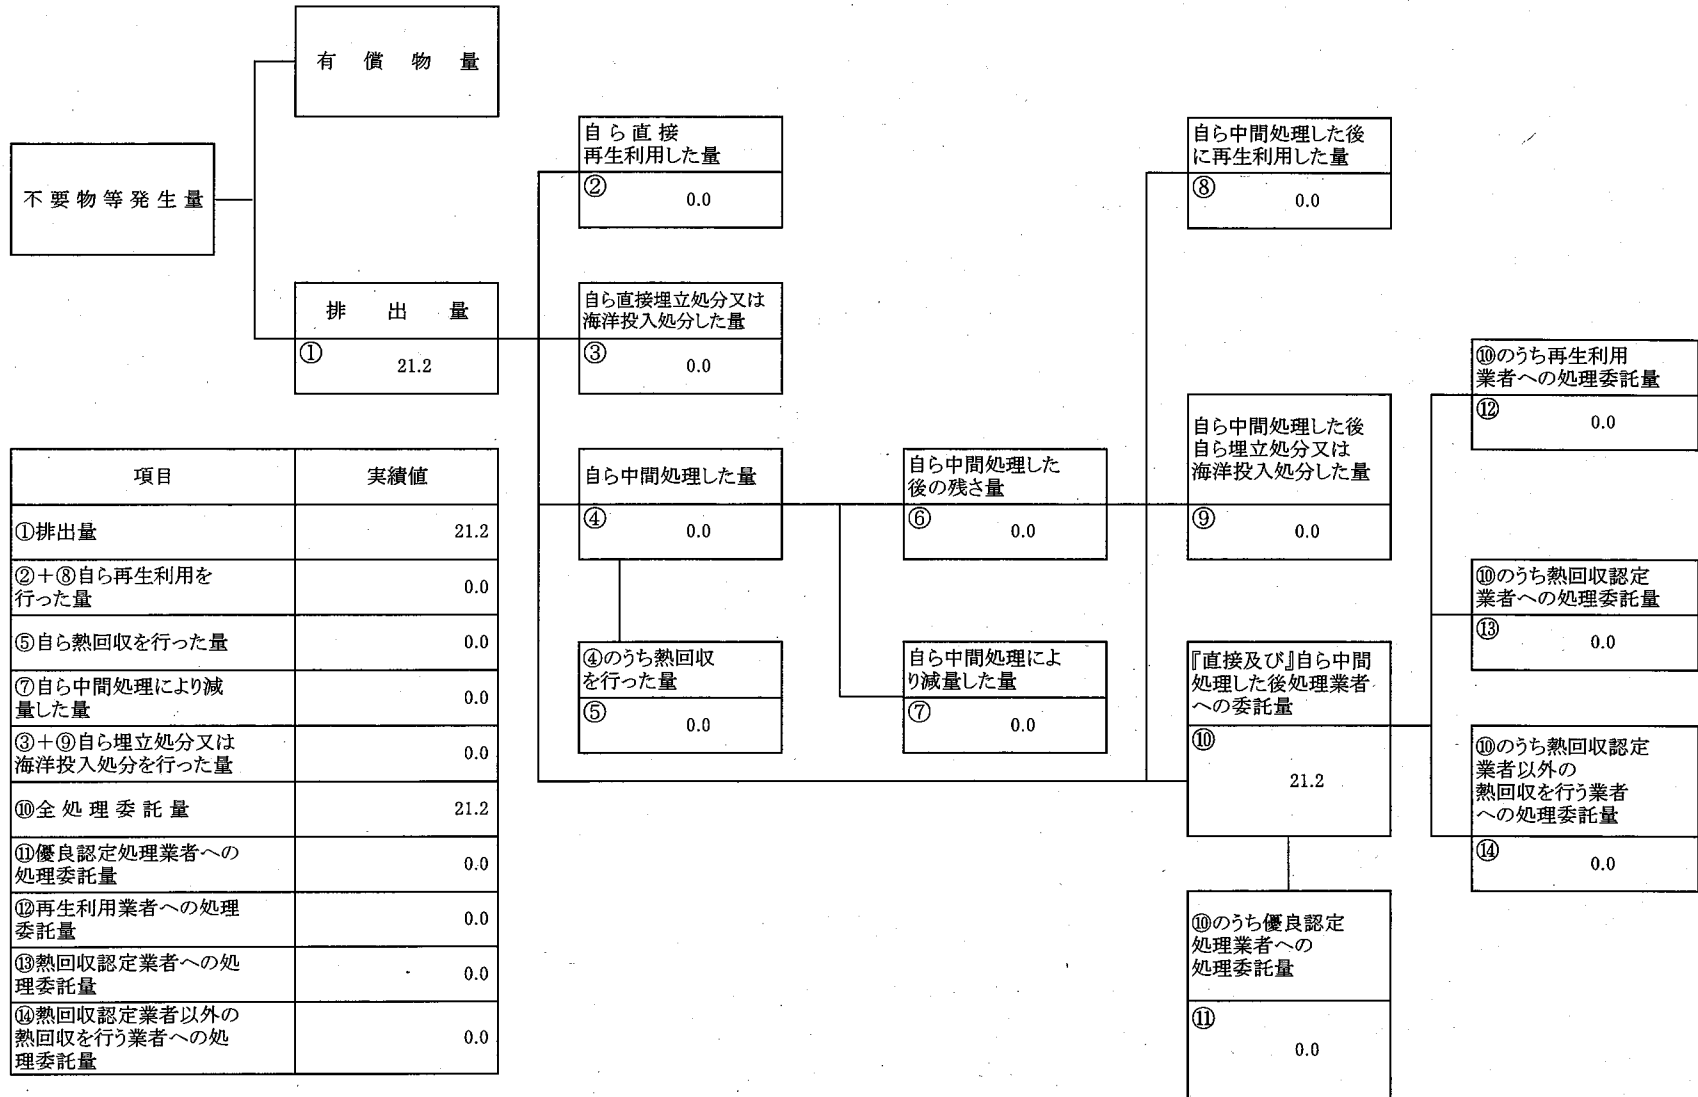 有償物量
不要物等発生量
排出量
①
21.2
自ら直接
再生利用した量
②
0.0
自ら直接埋立処分又は
海洋投入処分した量
③
0.0
自ら中間処理した量
④
0.0
④のうち熱回収
を行った量
⑤
0.0
自ら中間処理した
後の残さ量
⑥
0.0
自ら中間処理によ
り減量した量
⑦
0.0
自ら中間処理した後
に再生利用した量
⑧
0.0
自ら中間処理した後
自ら埋立処分又は
海洋投入処分した量
⑨
0.0
『直接及び』自ら中間
処理した後処理業者
への委託量
⑩
21.2
⑩のうち優良認定
処理業者への
処理委託量
⑪
0.0
⑩のうち再生利用
業者への処理委託量
⑫
0.0
⑩のうち熱回収認定
業者への処理委託量
⑬
0.0
⑩のうち熱回収認定
業者以外の
熱回収を行う業者
への処理委託量
⑭
0.0
項目 実績値
①排出量 21.2
②+⑧自ら再生利用を
行った量 0.0
⑤自ら熱回収を行った量 0.0
⑦自ら中間処理により減
量した量 0.0
③+⑨自ら埋立処分又は
海洋投入処分を行った量 0.0
⑩全処理委託量 21.2
⑪優良認定処理業者への
処理委託量 0.0
⑫再生利用業者への処理
委託量 0.0
⑬熱回収認定業者への処
理委託量 0.0
⑭熱回収認定業者以外の
熱回収を行う業者への処
理委託量 0.0